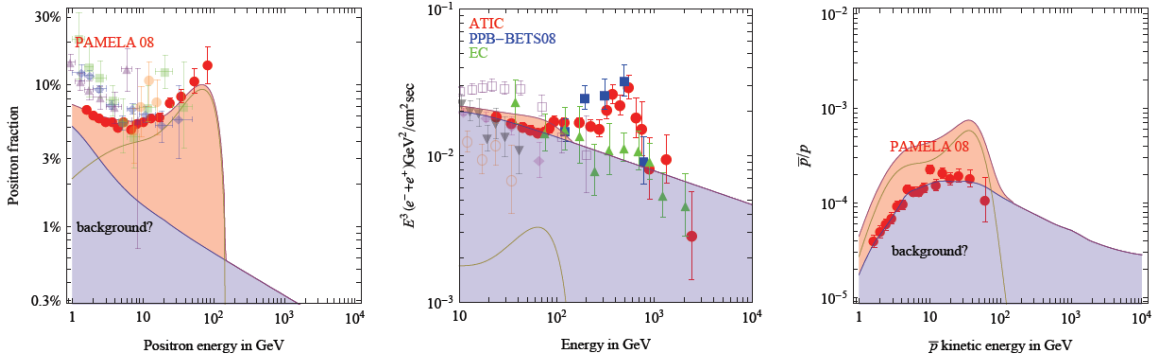 30%
10%
3%
1%
0.3%
Positron fraction
PAMELA 08
background?
1 10 10² 10³ 10⁴
Positron energy in GeV
10⁻¹
10⁻²
10⁻³
E³(e⁻+e⁺)GeV²/cm² sec
ATIC
PPB-BETS08
EC
10 10² 10³ 10⁴
Energy in GeV
10⁻²
10⁻³
10⁻⁴
10⁻⁵
p̅/p
PAMELA 08
background?
1 10 10² 10³ 10⁴
p̅ kinetic energy in GeV